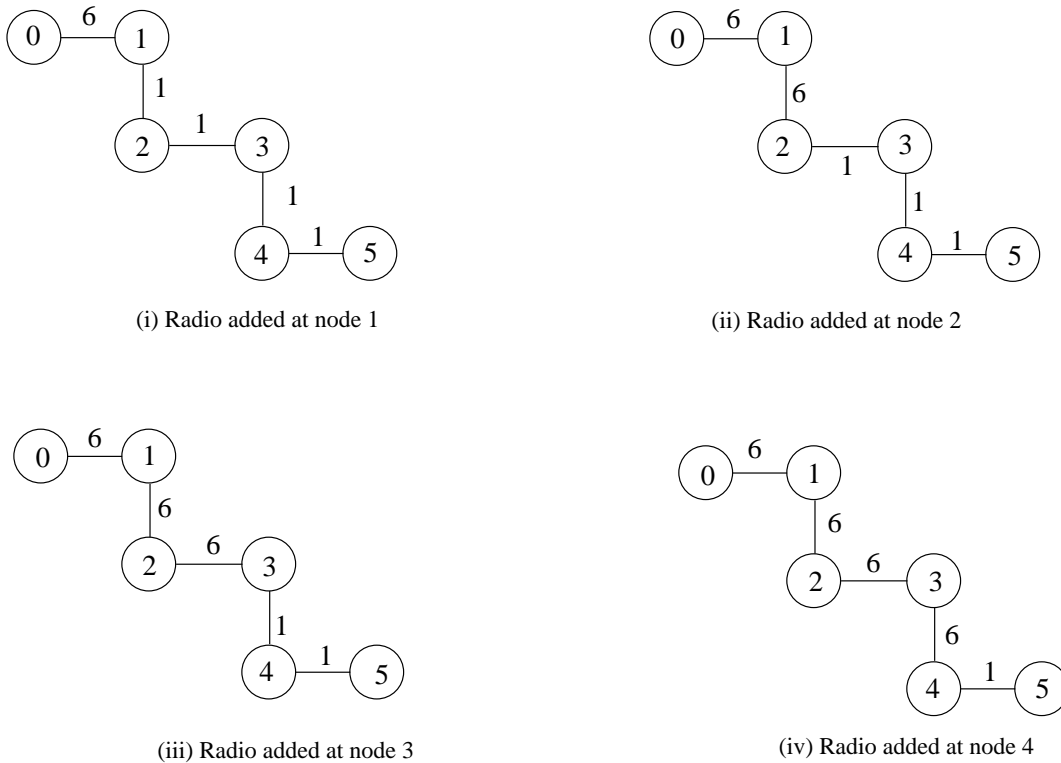 0 6 1
1
2 1 3
1
4 1 5
(i) Radio added at node 1
0 6 1
6
2 1 3
1
4 1 5
(ii) Radio added at node 2
0 6 1
6
2 6 3
1
4 1 5
(iii) Radio added at node 3
0 6 1
6
2 6 3
6
4 1 5
(iv) Radio added at node 4